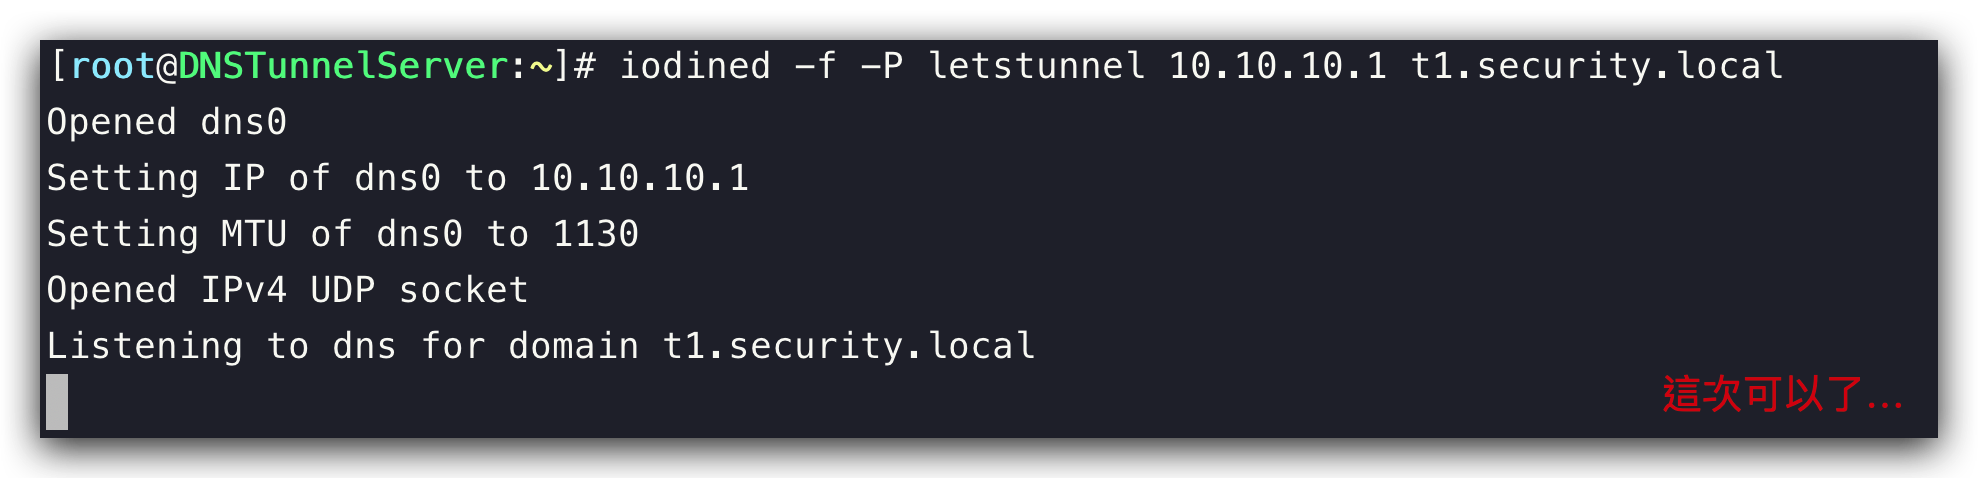 [root@DNSTunnelServer:~]# iodined -f -P letstunnel 10.10.10.1 t1.security.local
Opened dns0
Setting IP of dns0 to 10.10.10.1
Setting MTU of dns0 to 1130
Opened IPv4 UDP socket
Listening to dns for domain t1.security.local
這次可以了...